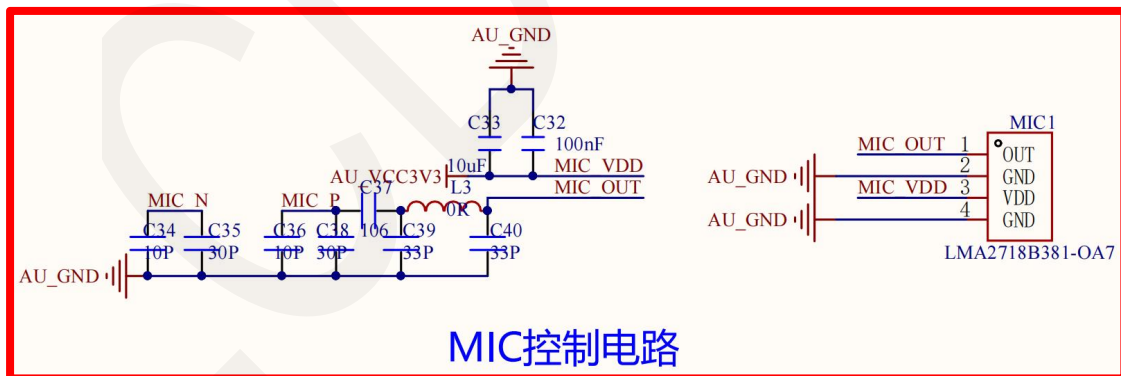 AU_GND
C33
C32
100nF
10uF
MIC_VDD
AU_VCC3V3
MIC_OUT
L3
0R
MIC_N
MIC_P
C37
106
C34
10P
C35
30P
C36
10P
C38
30P
C39
33P
C40
33P
AU_GND
MIC1
MIC_OUT 1 OUT
AU_GND 2 GND
MIC_VDD 3 VDD
AU_GND 4 GND
LMA2718B381-OA7
MIC控制电路